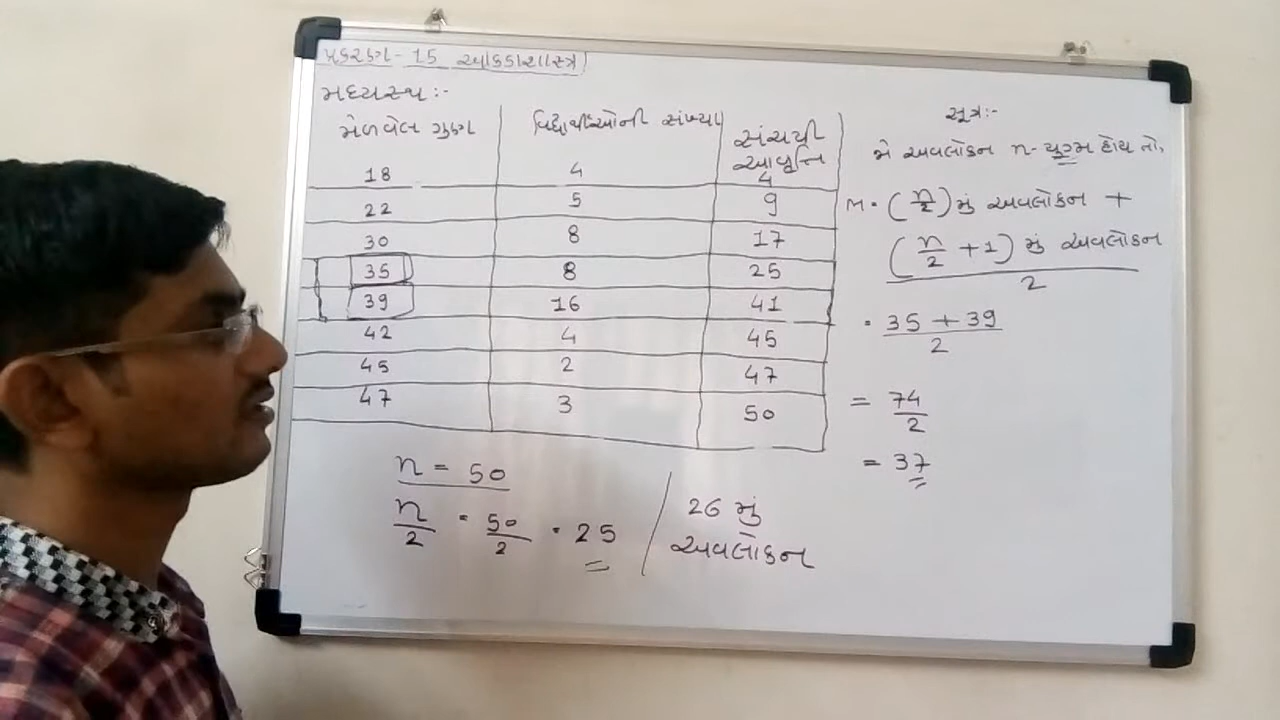 પ્રકરણ - 15 આંકડાશાસ્ત્ર
મધ્યસ્થ :-
મેળવેલ ગુણ વિદ્યાર્થીઓની સંખ્યા સંચયી આવૃત્તિ
18 4 4
22 5 9
30 8 17
35 8 25
39 16 41
42 4 45
45 2 47
47 3 50
n = 50
n/2 = 50/2 = 25
26 મું
અવલોકન
સૂત્ર :-
જો અવલોકન n - યુગ્મ હોય તો,
M = (n/2) મું અવલોકન +
(n/2 + 1) મું અવલોકન
2
= 35 + 39
2
= 74/2
= 37